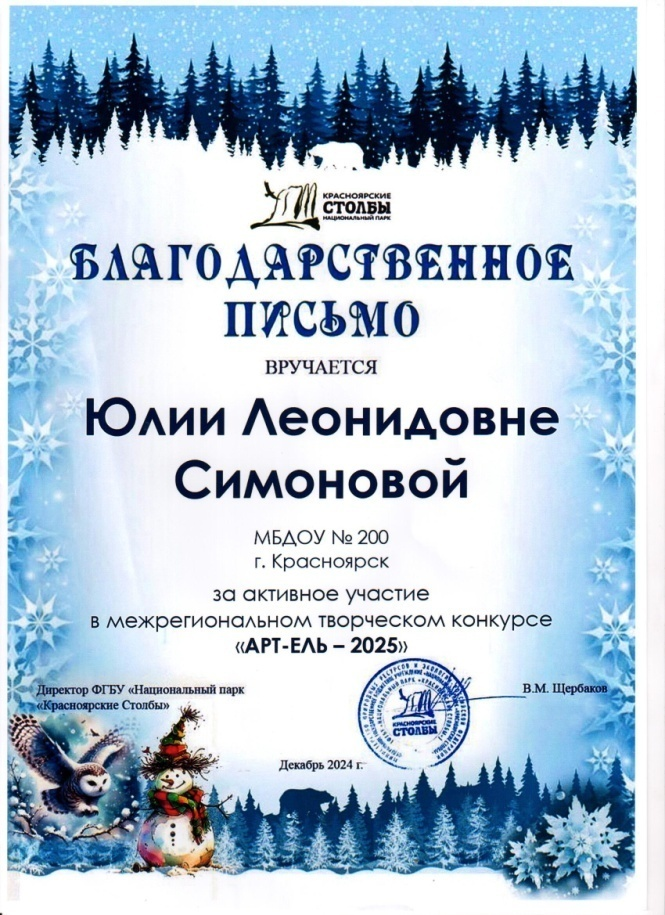 КРАСНОЯРСКИЕ
СТОЛБЫ
НАЦИОНАЛЬНЫЙ ПАРК
БЛАГОДАРСТВЕННОЕ
ПИСЬМО
ВРУЧАЕТСЯ
Юлии Леонидовне
Симоновой
МБДОУ № 200
г. Красноярск
за активное участие
в межрегиональном творческом конкурсе
«АРТ-ЕЛЬ – 2025»
Директор ФГБУ «Национальный парк
«Красноярские Столбы»
В.М. Щербаков
КРАСНОЯРСКИЕ
СТОЛБЫ
Декабрь 2024 г.